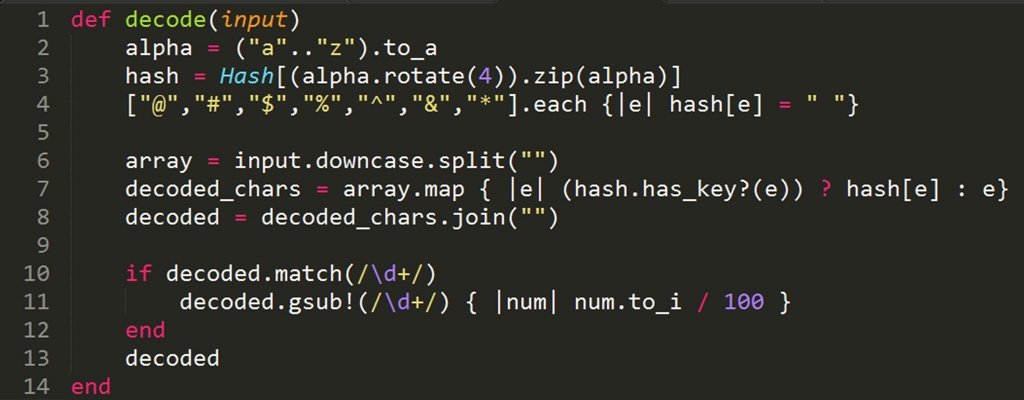 1 def decode(input)
2     alpha = ("a".."z").to_a
3     hash = Hash[(alpha.rotate(4)).zip(alpha)]
4     ["@","#","$","%","^","&","*"].each {|e| hash[e] = " "}
5
6     array = input.downcase.split("")
7     decoded_chars = array.map { |e| (hash.has_key?(e)) ? hash[e] : e}
8     decoded = decoded_chars.join("")
9
10     if decoded.match(/\d+/)
11         decoded.gsub!(/\d+/) { |num| num.to_i / 100 }
12     end
13     decoded
14 end